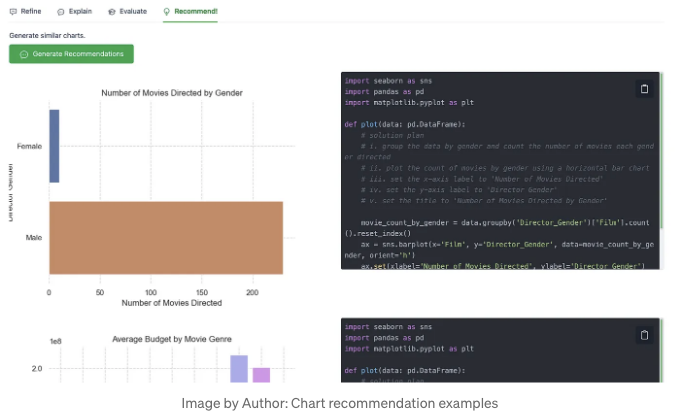 Refine Explain Evaluate Recommend!
Generate similar charts.
Generate Recommendations
Number of Movies Directed by Gender
Female
Male
0 50 100 150 200
Number of Movies Directed
import seaborn as sns
import pandas as pd
import matplotlib.pyplot as plt
def plot(data: pd.DataFrame):
# solution plan
# i. group the data by gender and count the number of movies each gend
er directed
# ii. plot the count of movies by gender using a horizontal bar chart
# iii. set the x-axis label to 'Number of Movies Directed'
# iv. set the y-axis label to 'Director Gender'
# v. set the title to 'Number of Movies Directed by Gender'
movie_count_by_gender = data.groupby('Director_Gender')['Film'].count
().reset_index()
ax = sns.barplot(x='Film', y='Director_Gender', data=movie_count_by_ge
nder, orient='h')
ax.set(xlabel='Number of Movies Directed', ylabel='Director Gender')
1e8
Average Budget by Movie Genre
2.0
import seaborn as sns
import pandas as pd
import matplotlib.pyplot as plt
def plot(data: pd.DataFrame):
# solution plan
Image by Author: Chart recommendation examples